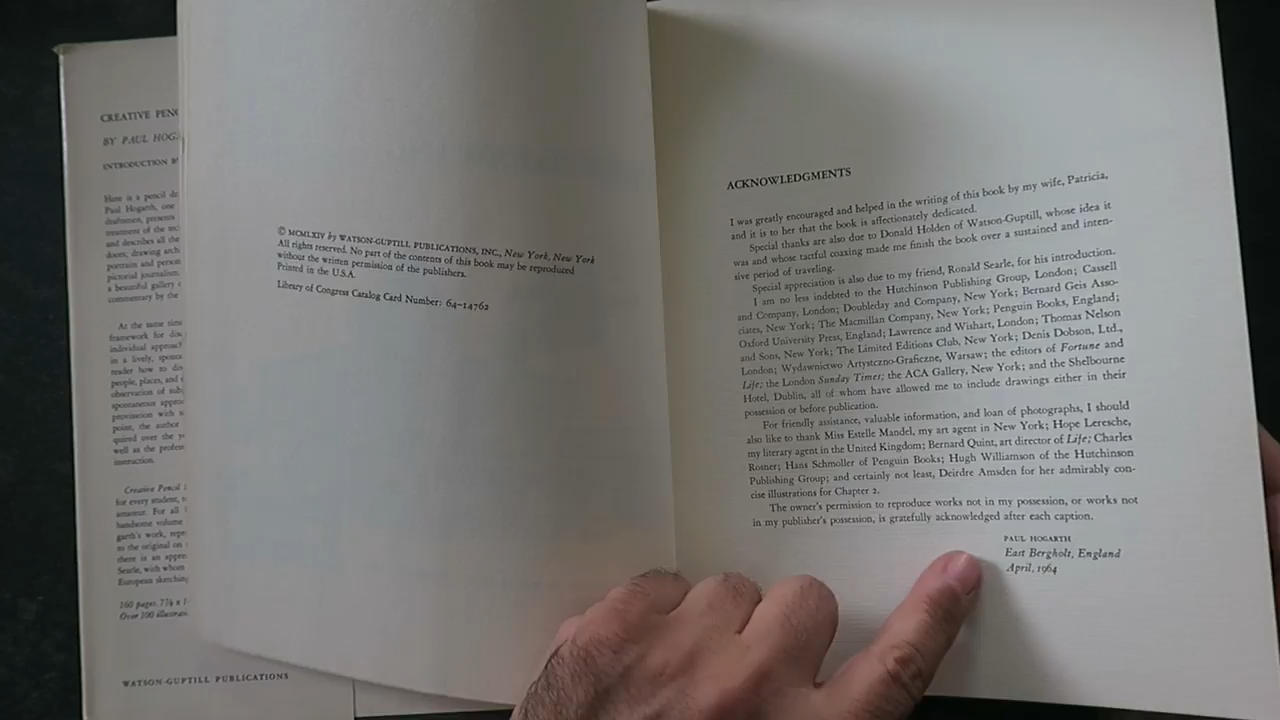 CREATIVE PENC
BY PAUL HOGA
INTRODUCTION B
Here is a pencil
Paul Hogarth, one
draftsmen, presents
treatment of the
and describes all the
doors; drawing arch
portrait and person
pictorial journalism.
a beautiful gallery
commentary by the
At the same time
framework for dis
individual approach
in a lively,
reader how to
people, places, and
observation of
spontaneous
provision with
point, the author
quired over the
well as the profes
instruction.
Creative Pencil
for every student,
amateur. For all
handsome volume
garth's work, repr
to the original on
there is an appre
Searle, with whom
European sketching
160 pages. 7⅞ x 1
Over 100 illustrat
WATSON-GUPTILL PUBLICATIONS
© MCMLXIV by WATSON-GUPTILL PUBLICATIONS, INC., New York, New York
All rights reserved. No part of the contents of this book may be reproduced
without the written permission of the publishers.
Printed in the U.S.A.
Library of Congress Catalog Card Number: 64-14762
ACKNOWLEDGMENTS
I was greatly encouraged and helped in the writing of this book by my wife, Patricia,
and it is to her that the book is affectionately dedicated.
Special thanks are also due to Donald Holden of Watson-Guptill, whose idea it
was and whose tactful coaxing made me finish the book over a sustained and inten-
sive period of traveling.
Special appreciation is also due to my friend, Ronald Searle, for his introduction.
I am no less indebted to the Hutchinson Publishing Group, London; Cassell
and Company, London; Doubleday and Company, New York; Bernard Geis Asso-
ciates, New York; The Macmillan Company, New York; Penguin Books, England;
Oxford University Press, England; Lawrence and Wishart, London; Thomas Nelson
and Sons, New York; The Limited Editions Club, New York; Denis Dobson, Ltd.,
London; Wydawnictwo Artystyczno-Graficzne, Warsaw; the editors of Fortune and
Life; the London Sunday Times; the ACA Gallery, New York; and the Shelbourne
Hotel, Dublin, all of whom have allowed me to include drawings either in their
possession or before publication.
For friendly assistance, valuable information, and loan of photographs, I should
also like to thank Miss Estelle Mandel, my art agent in New York; Hope Leresche,
my literary agent in the United Kingdom; Bernard Quint, art director of Life; Charles
Rosner; Hans Schmoller of Penguin Books; Hugh Williamson of the Hutchinson
Publishing Group; and certainly not least, Deirdre Amsden for her admirably con-
cise illustrations for Chapter 2.
The owner's permission to reproduce works not in my possession, or works not
in my publisher's possession, is gratefully acknowledged after each caption.
PAUL HOGARTH
East Bergholt, England
April, 1964